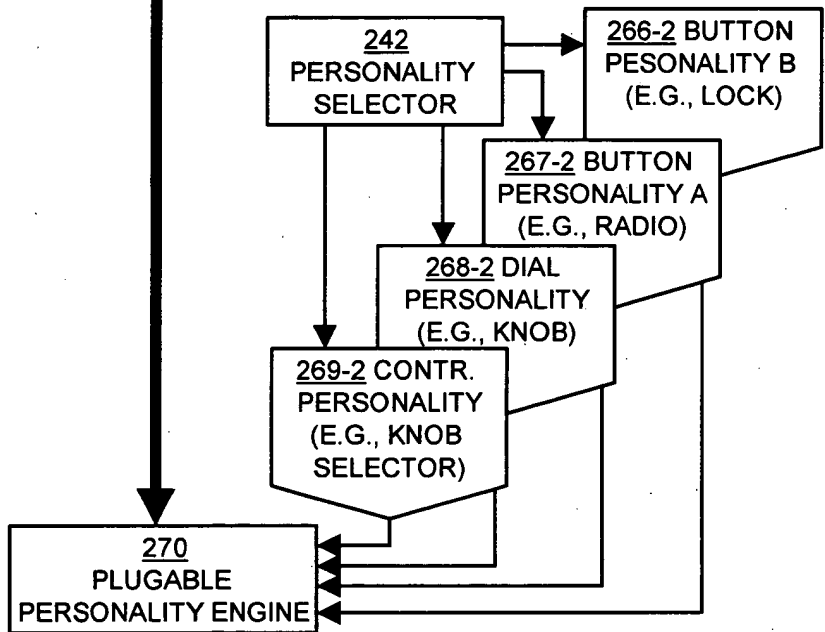 242
PERSONALITY
SELECTOR
266-2 BUTTON
PESONALITY B
(E.G., LOCK)
267-2 BUTTON
PERSONALITY A
(E.G., RADIO)
268-2 DIAL
PERSONALITY
(E.G., KNOB)
269-2 CONTR.
PERSONALITY
(E.G., KNOB
SELECTOR)
270
PLUGABLE
PERSONALITY ENGINE